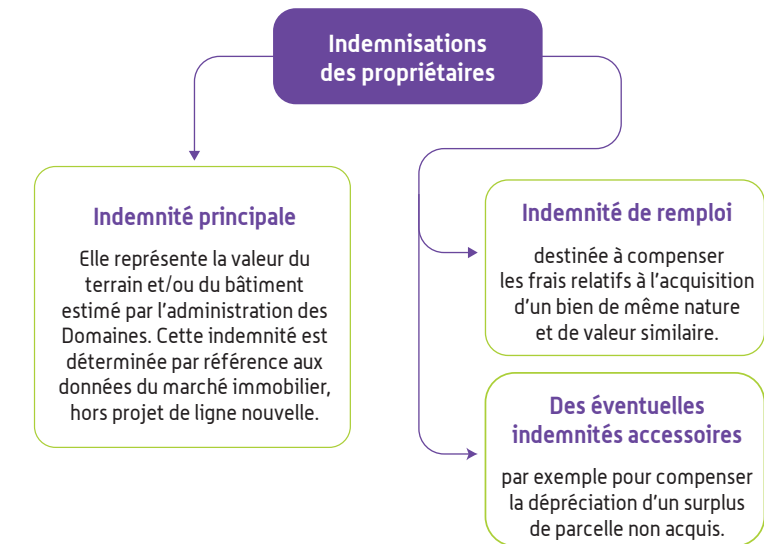 Indemnisations
des propriétaires
Indemnité principale
Elle représente la valeur du
terrain et/ou du bâtiment
estimé par l'administration des
Domaines. Cette indemnité est
déterminée par référence aux
données du marché immobilier,
hors projet de ligne nouvelle.
Indemnité de remploi
destinée à compenser
les frais relatifs à l'acquisition
d'un bien de même nature
et de valeur similaire.
Des éventuelles
indemnités accessoires
par exemple pour compenser
la dépréciation d'un surplus
de parcelle non acquis.